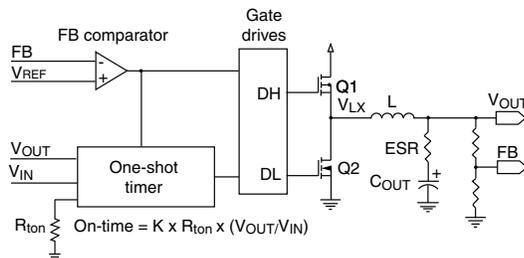 FB comparator
Gate drives
FB
VREF
-
+
DH
Q1
VLX
L
VOUT
ESR
FB
VOUT
VIN
One-shot timer
DL
Q2
COUT
+
Rton
On-time = K x Rton x (VOUT/VIN)